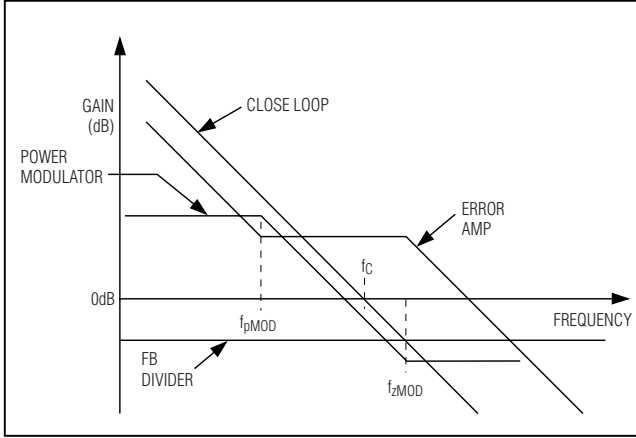 GAIN
(dB)
CLOSE LOOP
POWER
MODULATOR
ERROR
AMP
fC
0dB
fpMOD
FREQUENCY
FB
DIVIDER
fzMOD